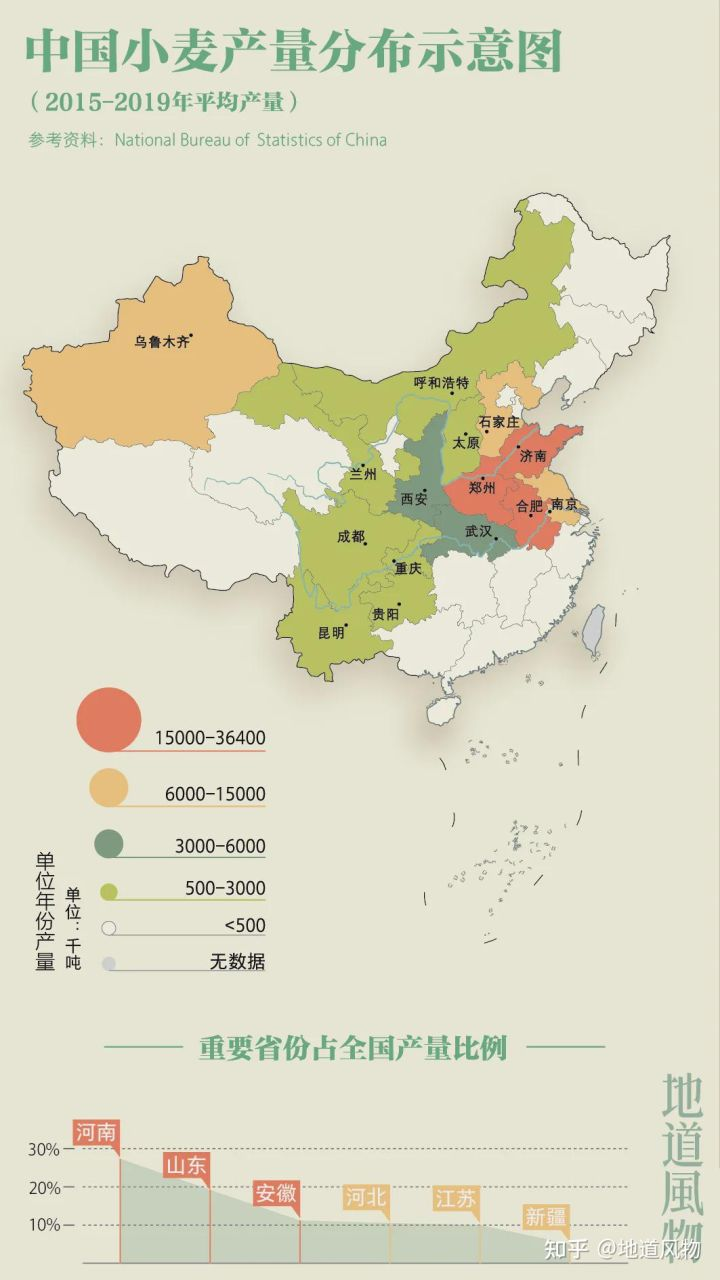 中国小麦产量分布示意图
（2015-2019年平均产量）
参考资料：National Bureau of Statistics of China
乌鲁木齐
呼和浩特
石家庄
太原
济南
兰州
西安
郑州
合肥
南京
成都
武汉
重庆
贵阳
昆明
15000-36400
6000-15000
3000-6000
500-3000
<500
无数据
单位年份产量
单位：千吨
重要省份占全国产量比例
河南
山东
安徽
河北
江苏
新疆
30%
20%
10%
地道風物
知乎 @地道风物